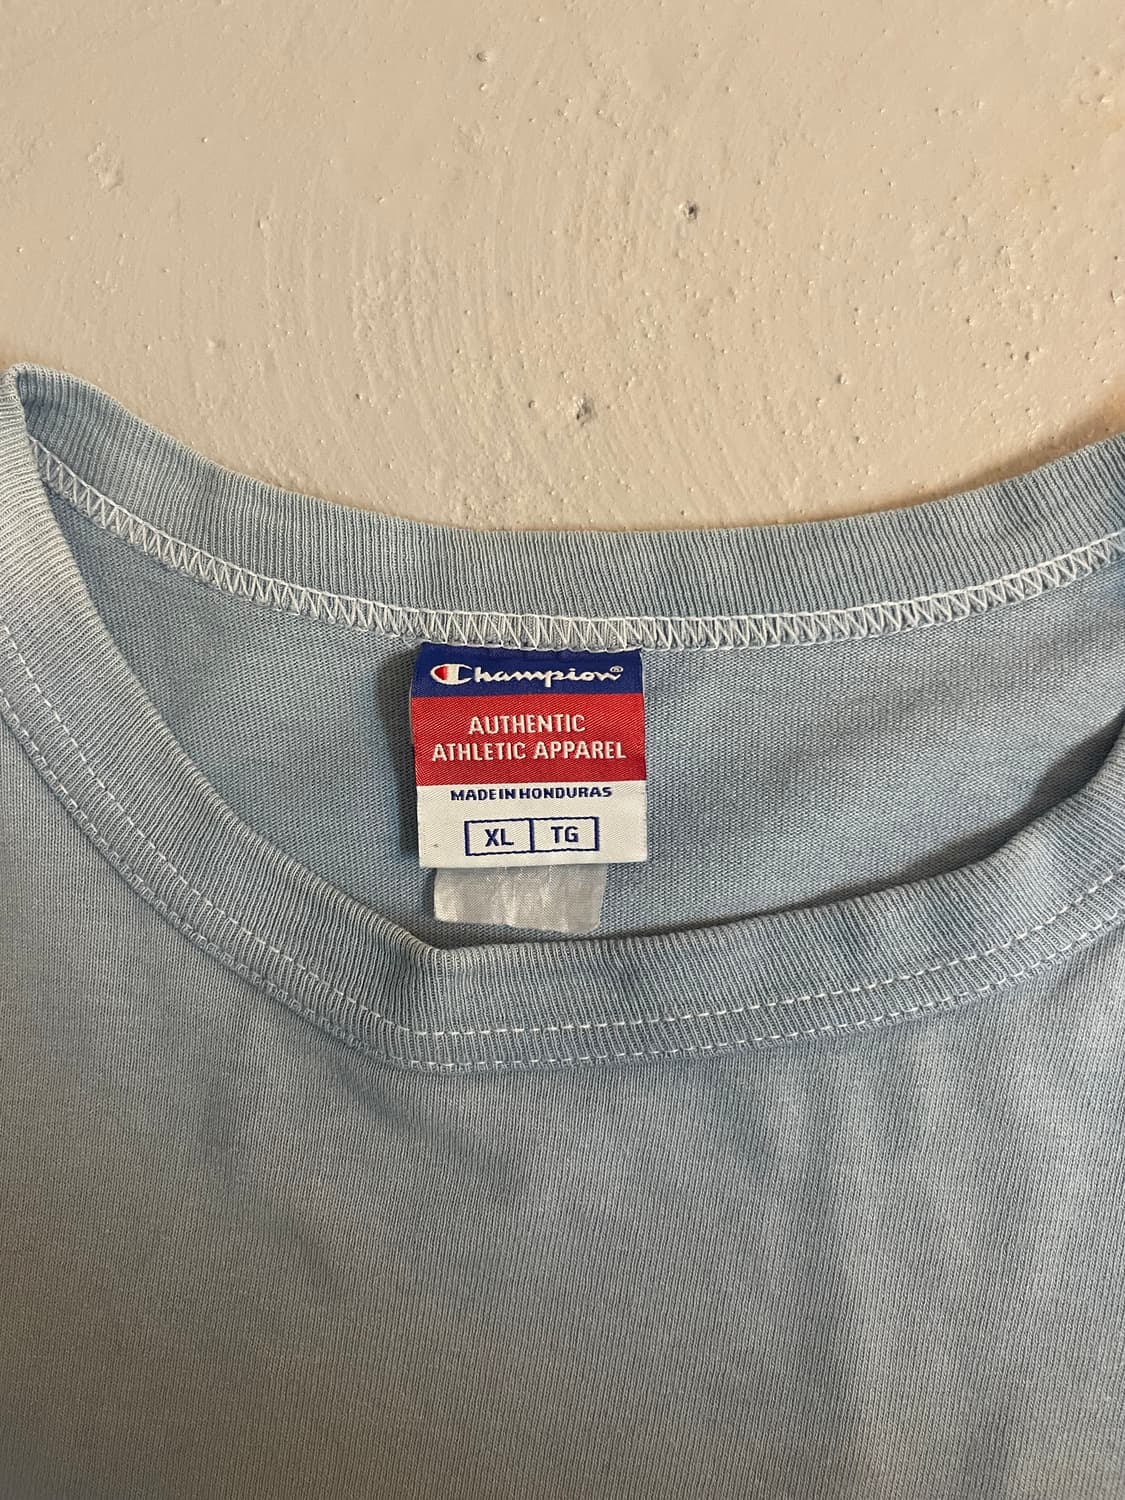 Champion®
AUTHENTIC
ATHLETIC APPAREL
MADE IN HONDURAS
XL TG